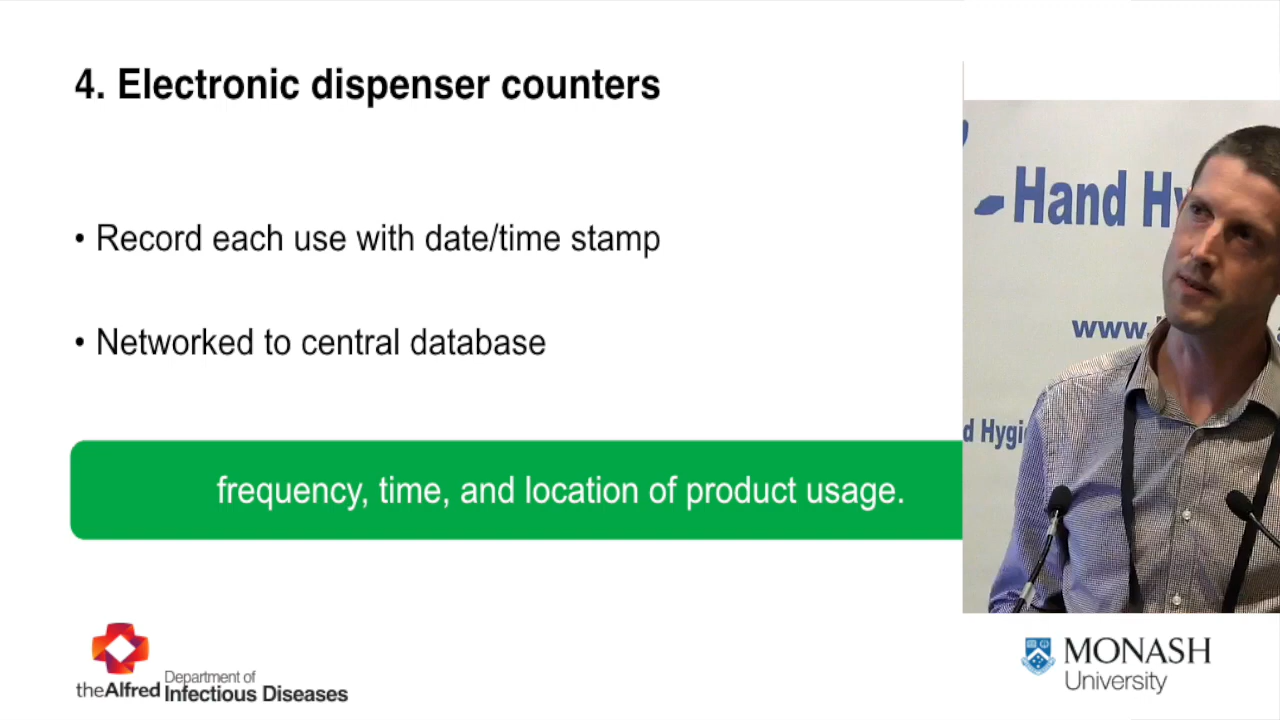 4. Electronic dispenser counters
• Record each use with date/time stamp
• Networked to central database
frequency, time, and location of product usage.
Hand
www.
Hygi
theAlfred
Department of
Infectious Diseases
MONASH
University